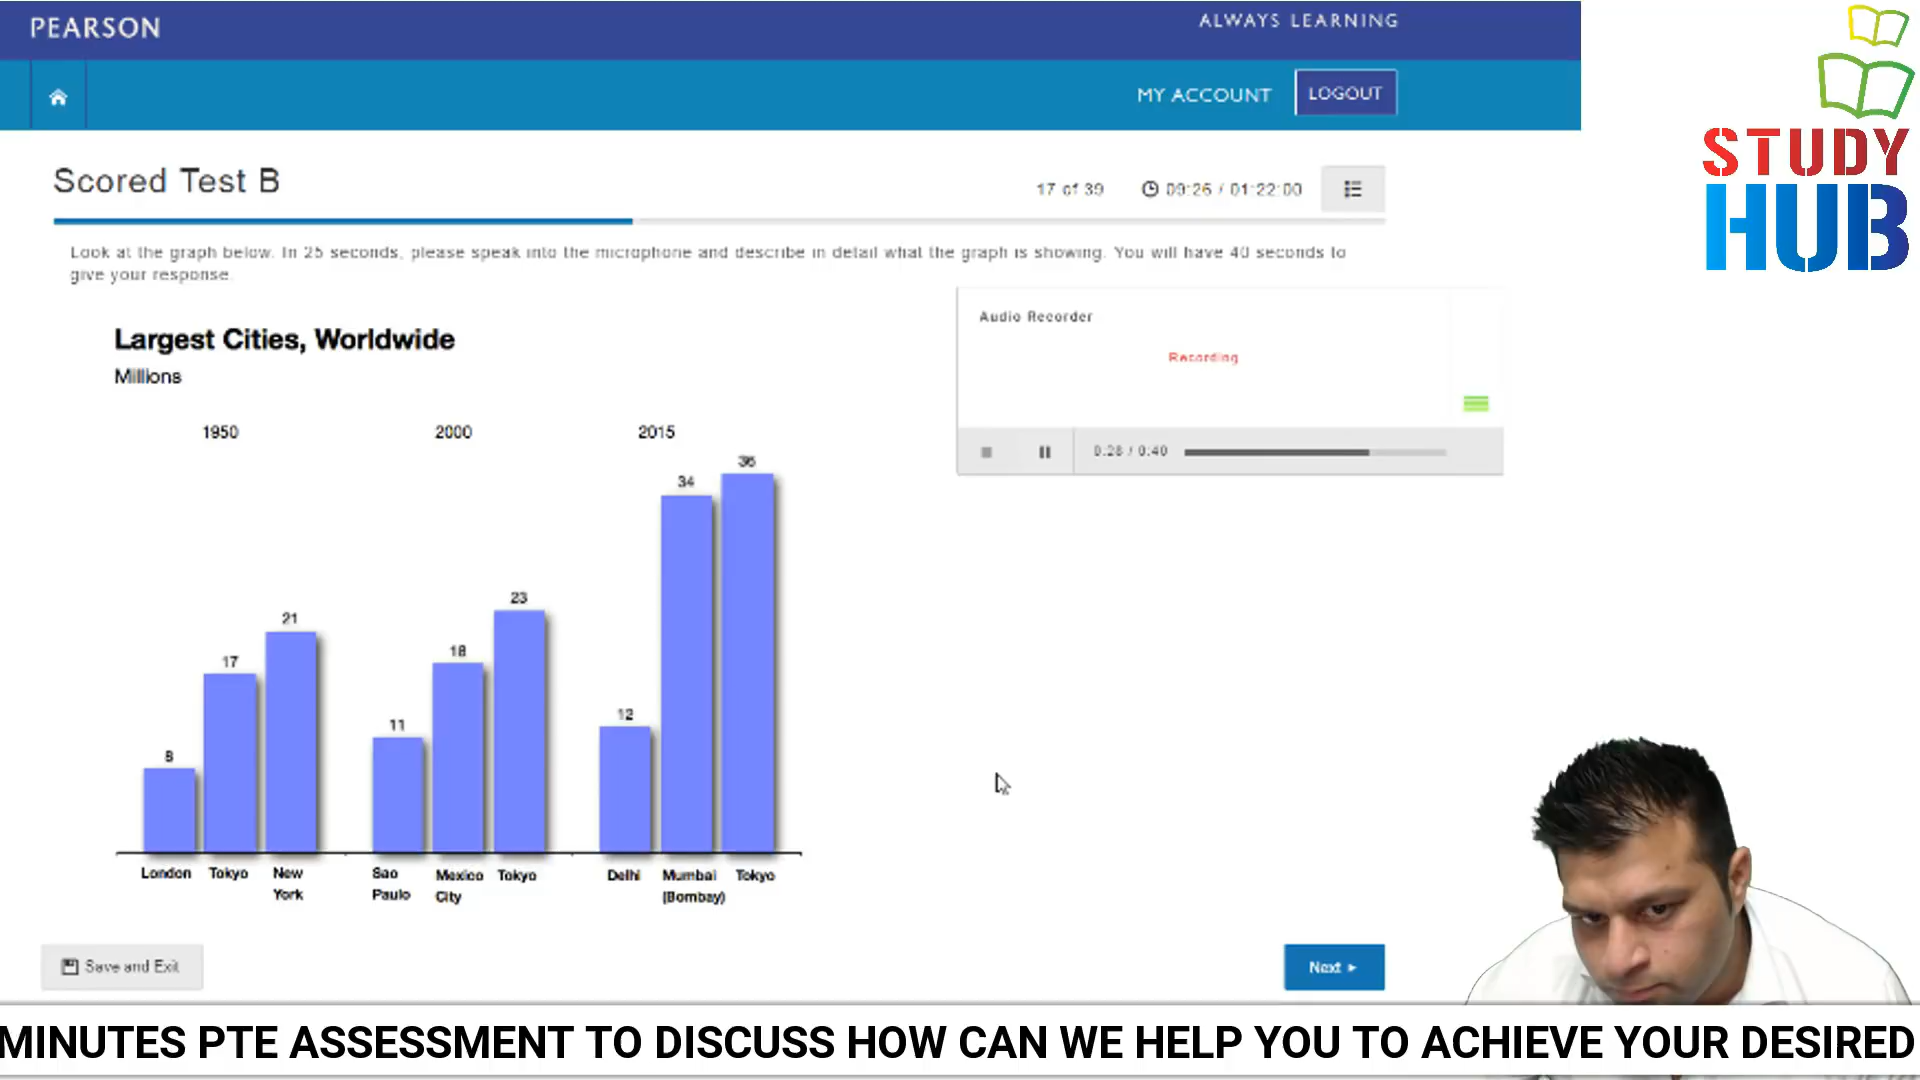 PEARSON
ALWAYS LEARNING
MY ACCOUNT
LOGOUT
STUDY
HUB
Scored Test B
17 of 39
09:26 / 01:22:00
Look at the graph below. In 25 seconds, please speak into the microphone and describe in detail what the graph is showing. You will have 40 seconds to
give your response.
Audio Recorder
Recording
0:28 / 0:40
Largest Cities, Worldwide
Millions
1950 2000 2015
8 17 21 11 18 23 12 34 36
London Tokyo New York Sao Paulo Mexico City Tokyo Delhi Mumbai (Bombay) Tokyo
Save and Exit
Next
MINUTES PTE ASSESSMENT TO DISCUSS HOW CAN WE HELP YOU TO ACHIEVE YOUR DESIRED